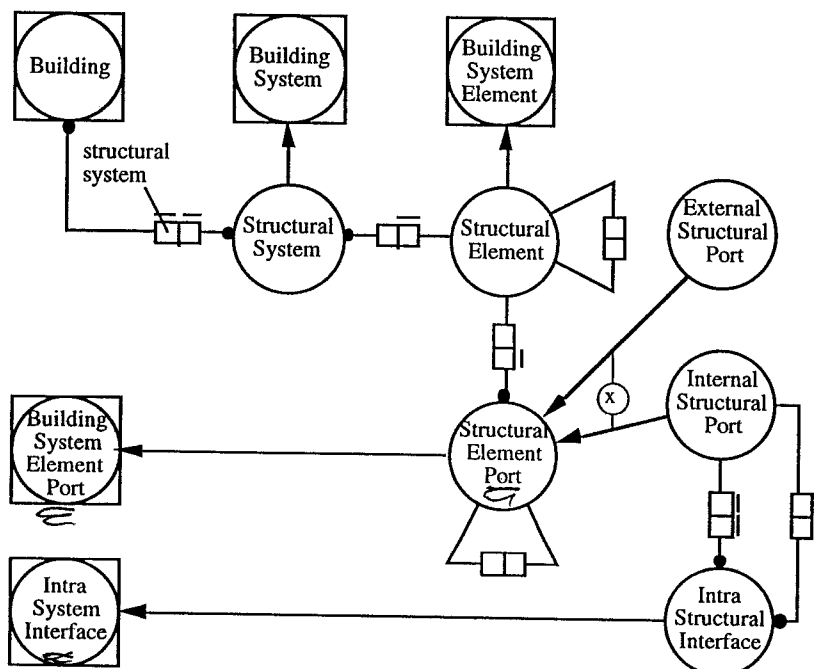 Building
Building
System
Building
System
Element
structural
system
Structural
System
Structural
Element
External
Structural
Port
x
Building
System
Element
Port
Structural
Element
Port
Internal
Structural
Port
Intra
System
Interface
Intra
Structural
Interface